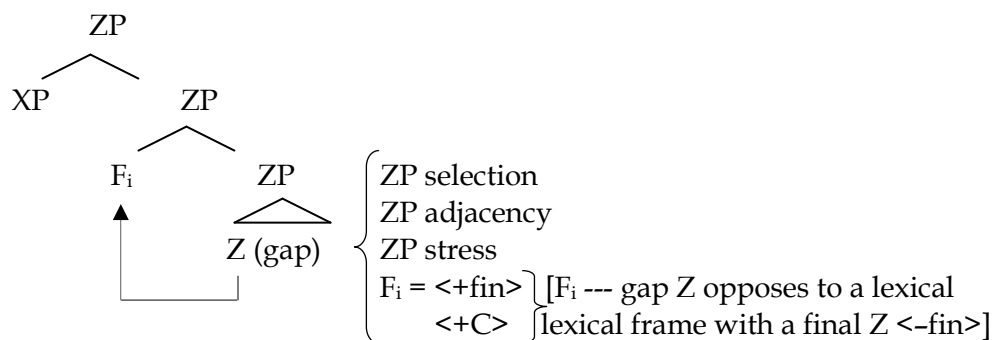 ZP
XP ZP
Fᵢ ZP
Z (gap)
ZP selection
ZP adjacency
ZP stress
Fᵢ = <+fin> [Fᵢ --- gap Z opposes to a lexical
<+C> lexical frame with a final Z <–fin>]